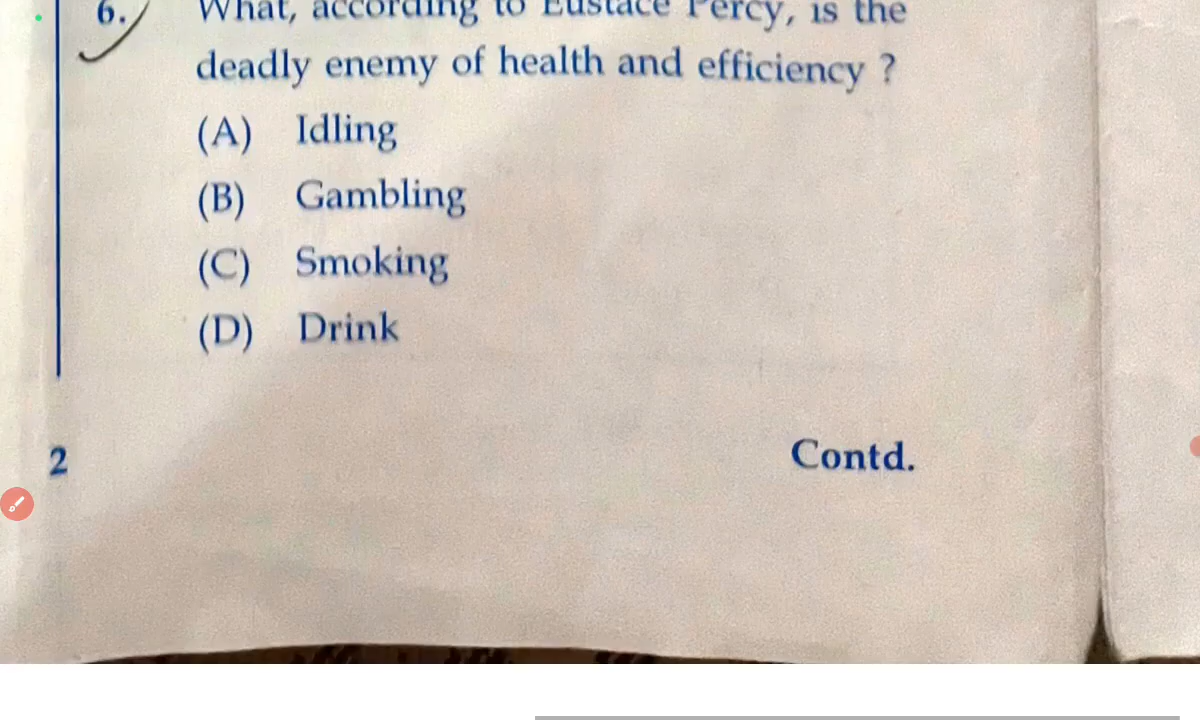 6. What, according to Eustace Percy, is the
deadly enemy of health and efficiency ?
(A) Idling
(B) Gambling
(C) Smoking
(D) Drink
2 Contd.